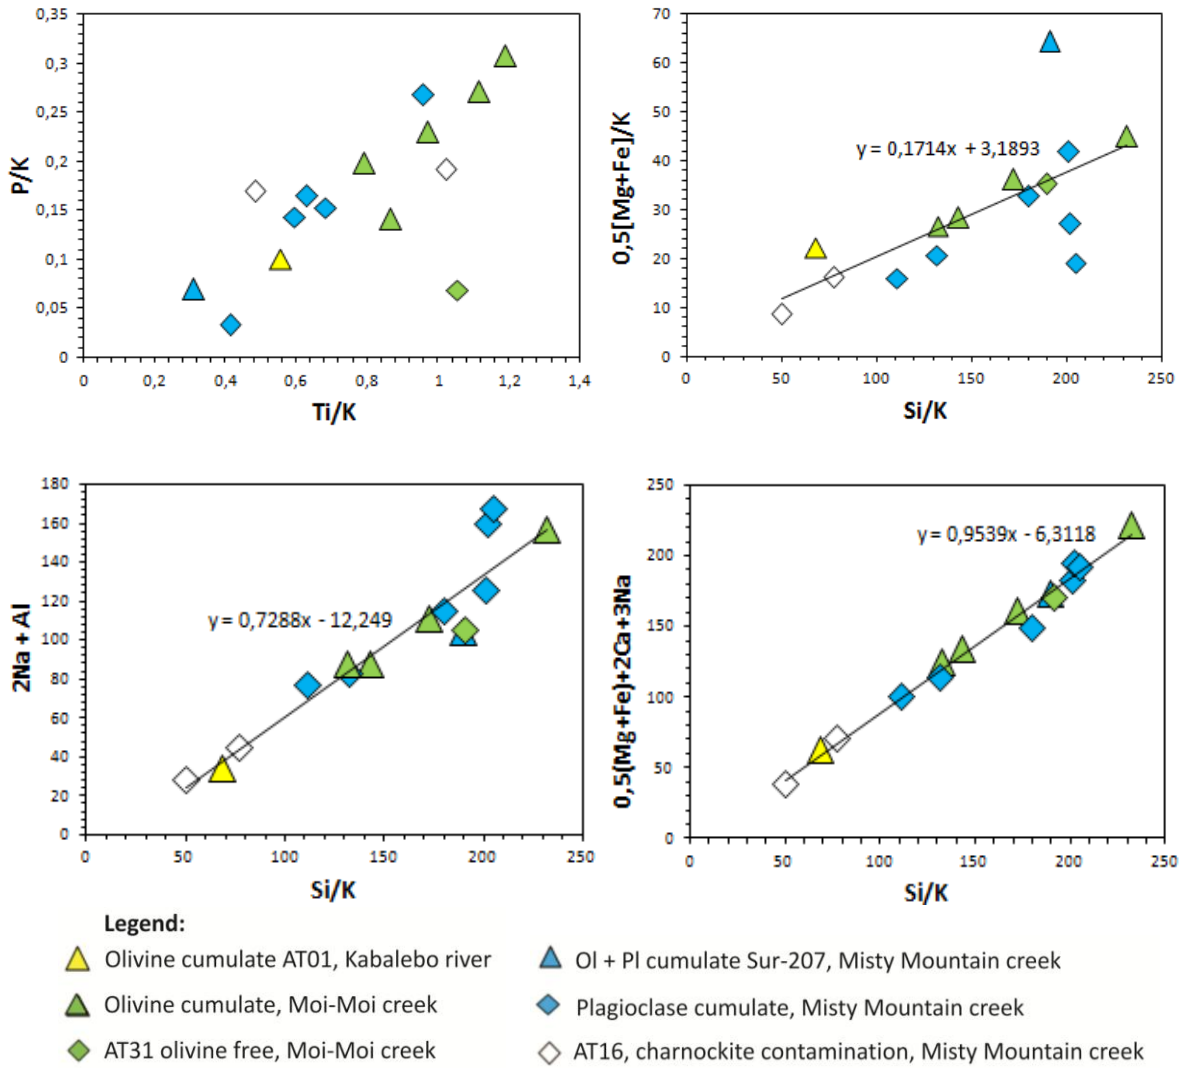 0,35
0,3
0,25
0,2
0,15
0,1
0,05
0
P/K
0 0,2 0,4 0,6 0,8 1 1,2 1,4
Ti/K
70
60
50
40
30
20
10
0
0,5[Mg+Fe]/K
y = 0,1714x + 3,1893
0 50 100 150 200 250
Si/K
180
160
140
120
100
80
60
40
20
0
2Na + Al
y = 0,7288x - 12,249
0 50 100 150 200 250
Si/K
250
200
150
100
50
0
0,5(Mg+Fe)+2Ca+3Na
y = 0,9539x - 6,3118
0 50 100 150 200 250
Si/K
Legend:
Olivine cumulate AT01, Kabalebo river
Olivine cumulate, Moi-Moi creek
AT31 olivine free, Moi-Moi creek
Ol + Pl cumulate Sur-207, Misty Mountain creek
Plagioclase cumulate, Misty Mountain creek
AT16, charnockite contamination, Misty Mountain creek